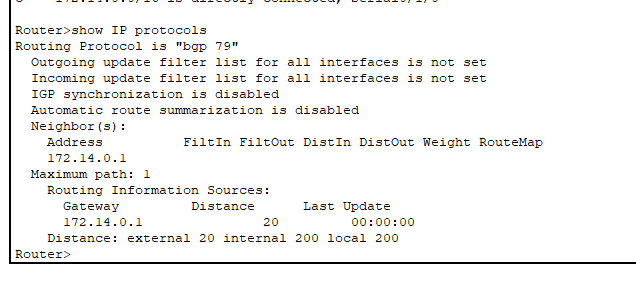 Router>show IP protocols
Routing Protocol is "bgp 79"
Outgoing update filter list for all interfaces is not set
Incoming update filter list for all interfaces is not set
IGP synchronization is disabled
Automatic route summarization is disabled
Neighbor(s):
Address FiltIn FiltOut DistIn DistOut Weight RouteMap
172.14.0.1
Maximum path: 1
Routing Information Sources:
Gateway Distance Last Update
172.14.0.1 20 00:00:00
Distance: external 20 internal 200 local 200
Router>